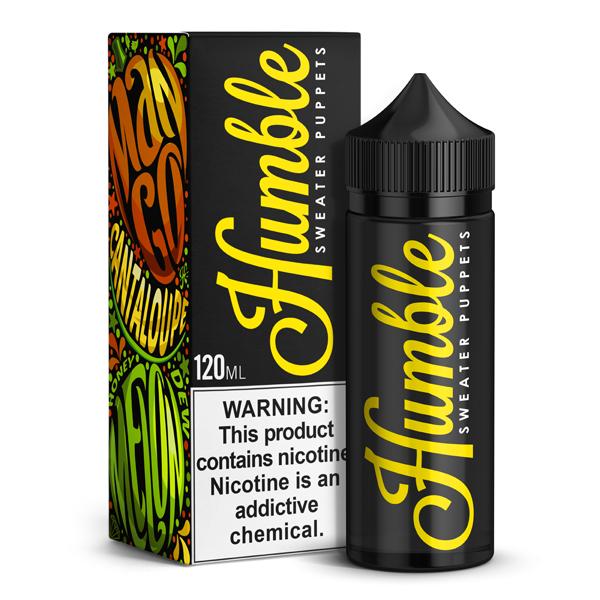 MANGO
CANTALOUPE
HONEY DEW
MELON
Humble
SWEATER PUPPETS
120ML
WARNING:
This product
contains nicotine
Nicotine is an
addictive
chemical.
Humble
SWEATER PUPPETS